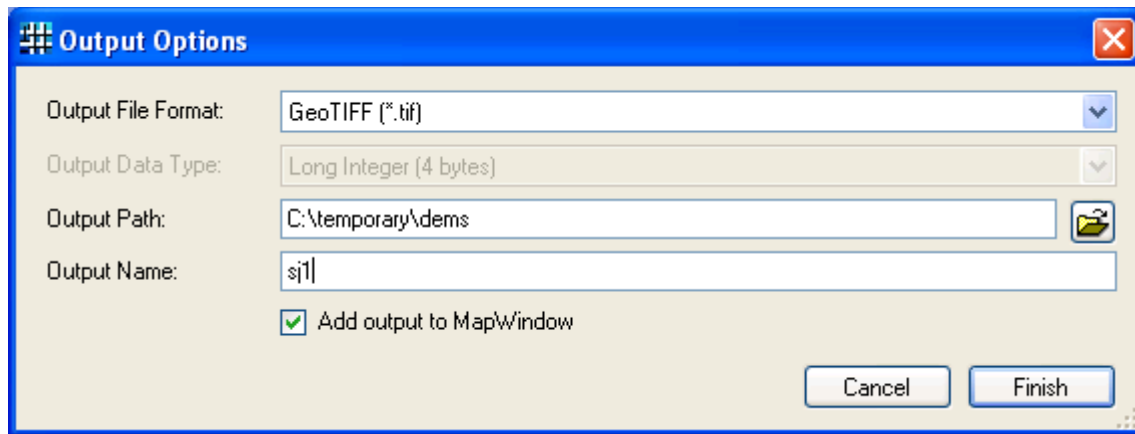 Output Options
Output File Format: GeoTIFF (*.tif)
Output Data Type: Long Integer (4 bytes)
Output Path: C:\temporary\dems
Output Name: sj1
Add output to MapWindow
Cancel Finish